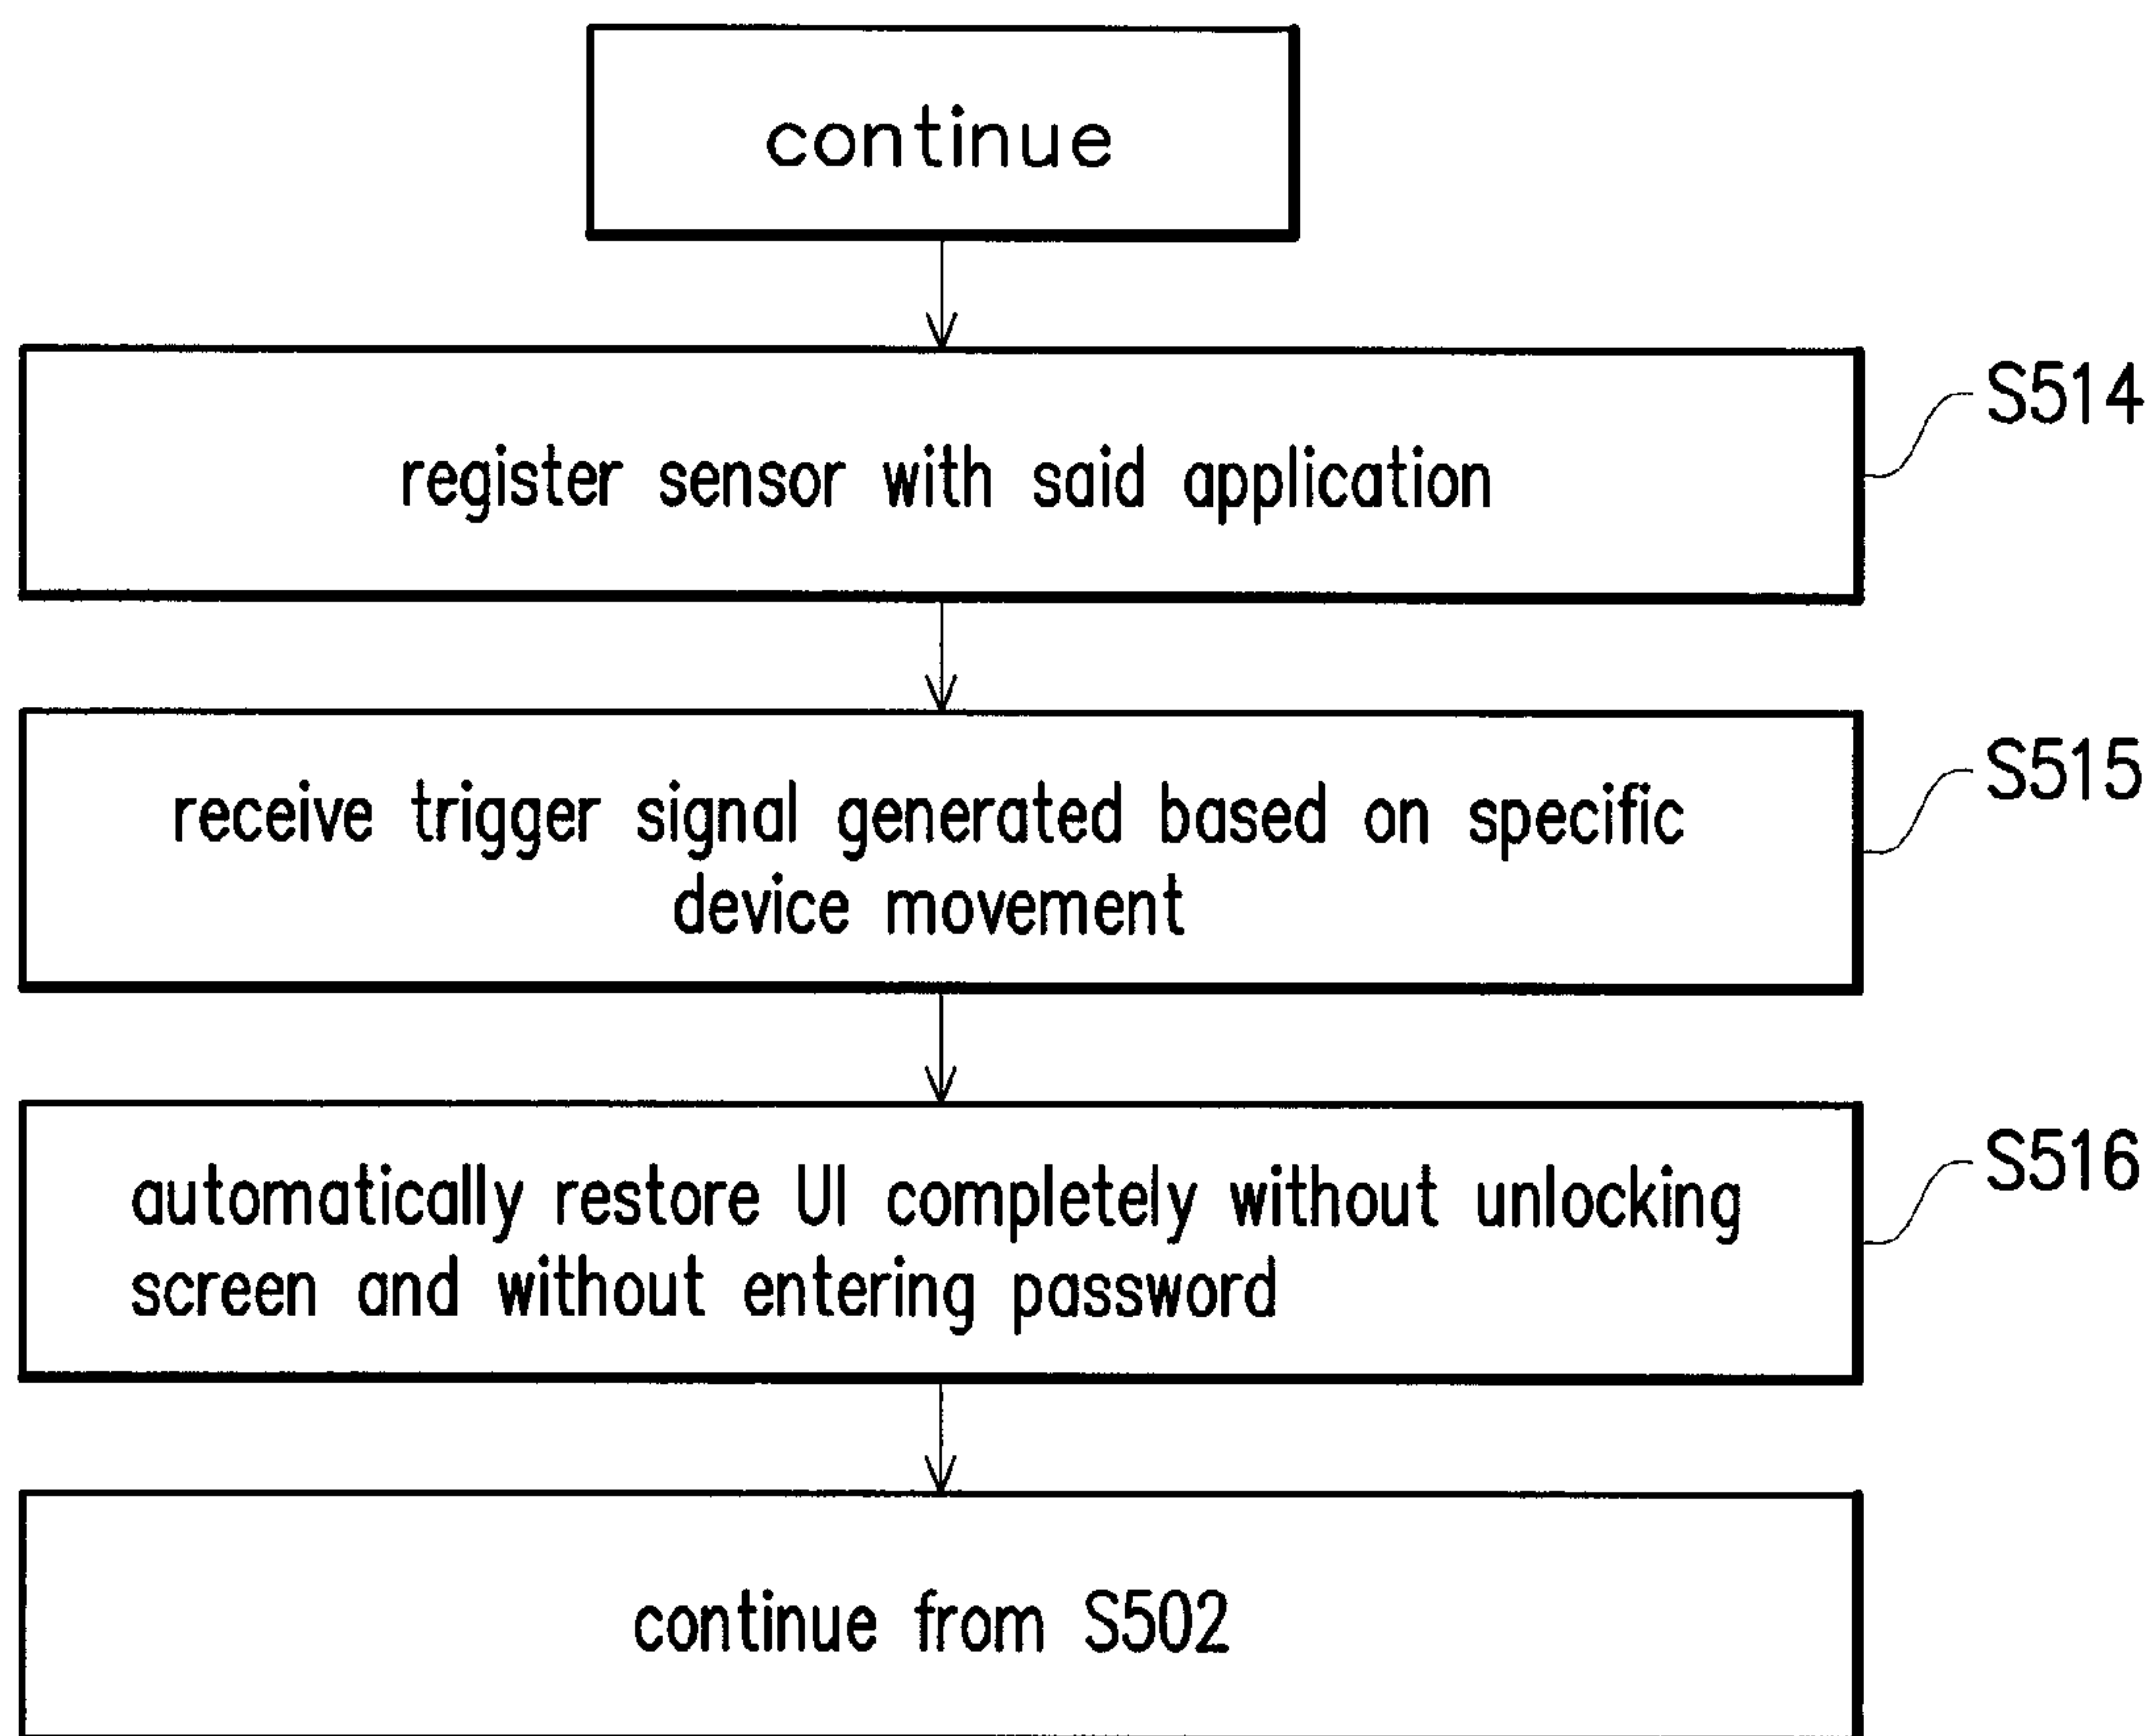 continue
register sensor with said application
S514
receive trigger signal generated based on specific
device movement
S515
automatically restore UI completely without unlocking
screen and without entering password
S516
continue from S502